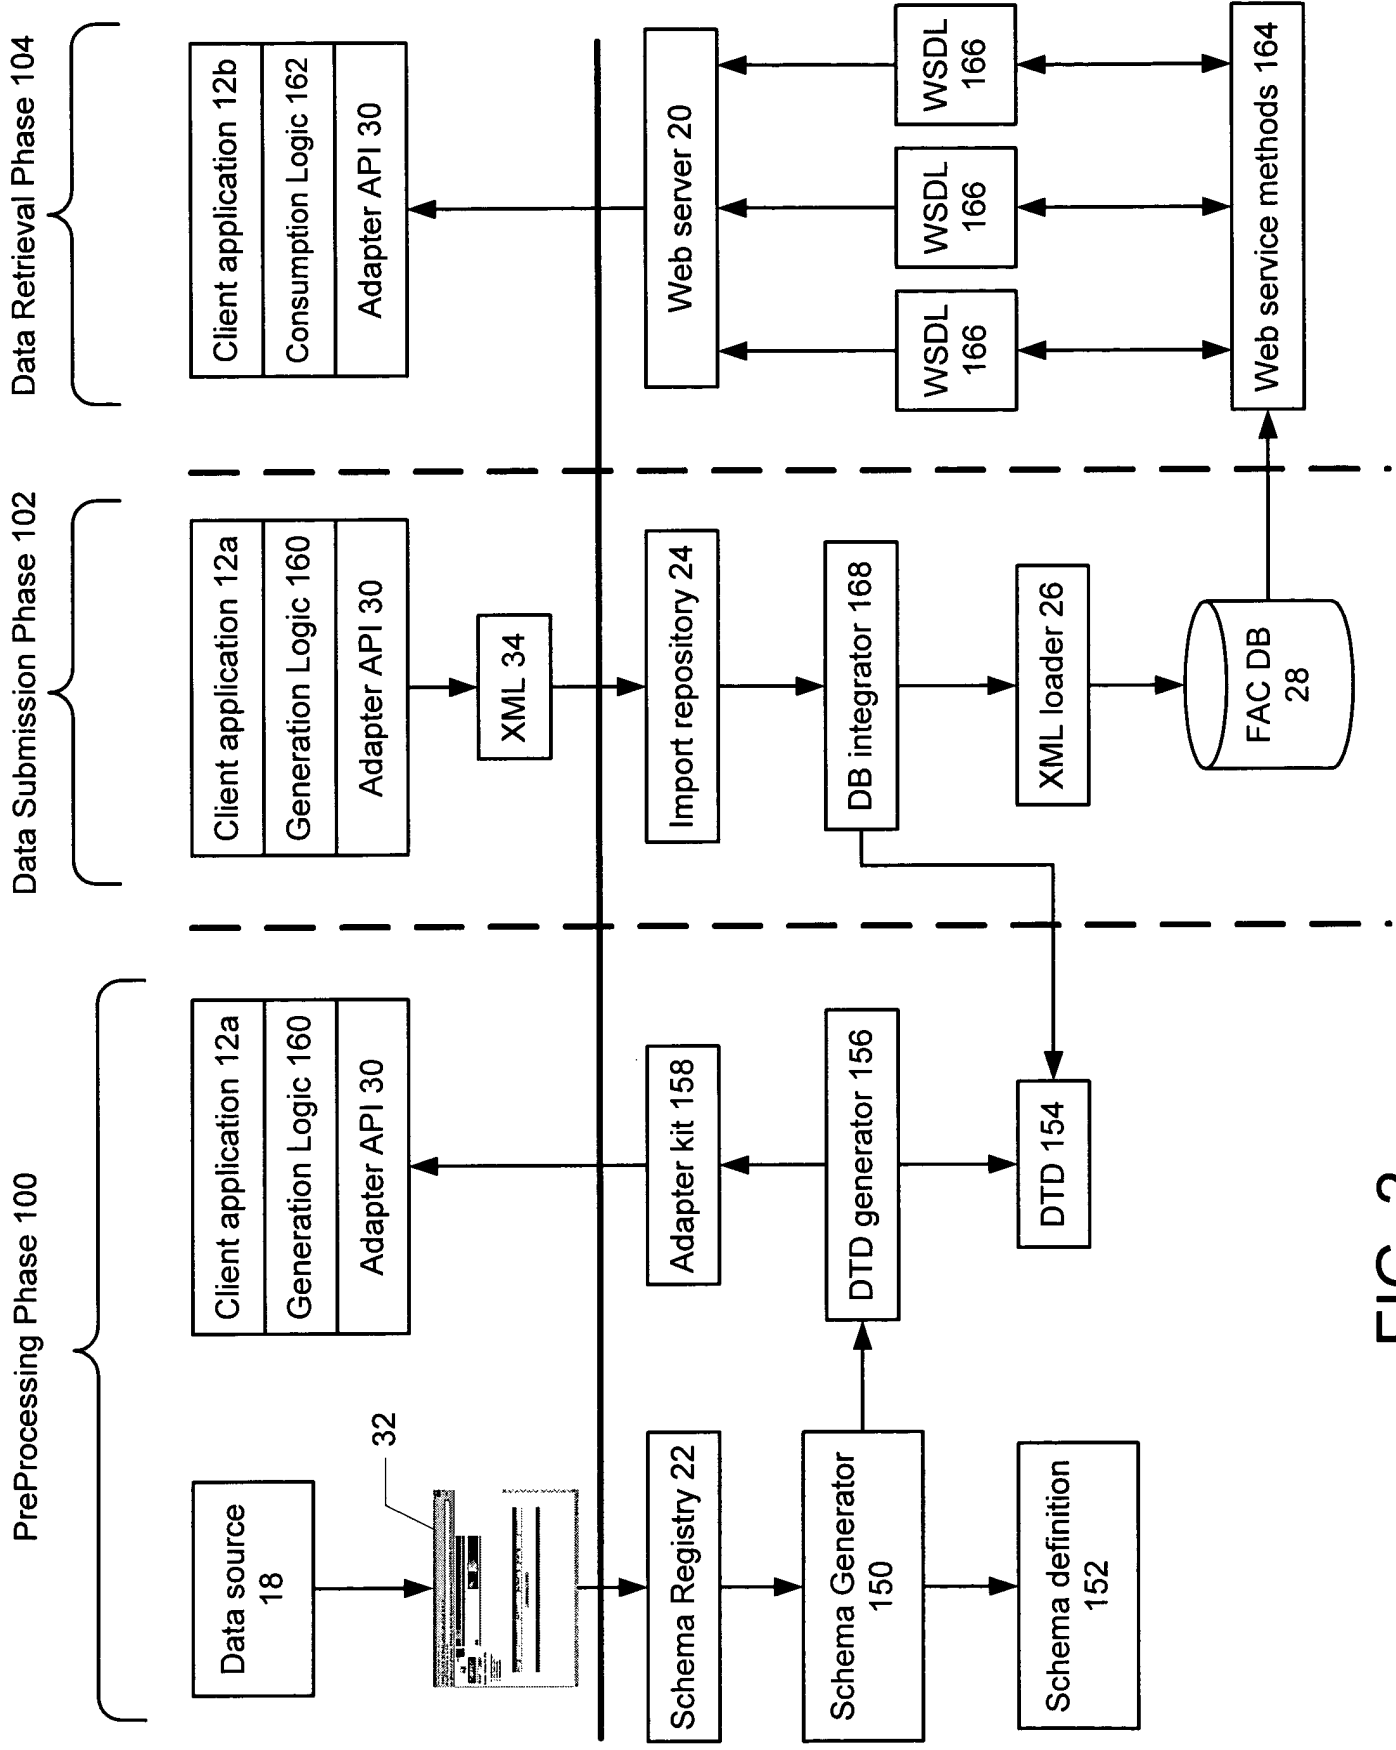 PreProcessing Phase 100
Data Submission Phase 102
Data Retrieval Phase 104
Data source
18
32
Schema Registry 22
Schema Generator
150
Schema definition
152
Client application 12a
Generation Logic 160
Adapter API 30
Adapter kit 158
DTD generator 156
DTD 154
Client application 12a
Generation Logic 160
Adapter API 30
XML 34
Import repository 24
DB integrator 168
XML loader 26
FAC DB
28
Client application 12b
Consumption Logic 162
Adapter API 30
Web server 20
WSDL
166
WSDL
166
WSDL
166
Web service methods 164